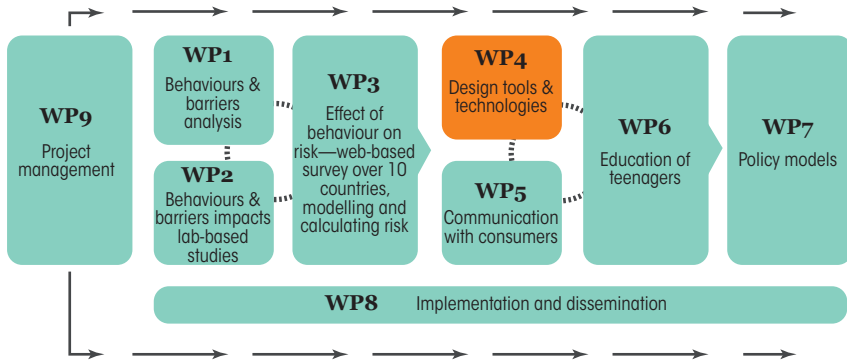 WP9
Project
management
WP1
Behaviours &
barriers
analysis
WP2
Behaviours &
barriers impacts
lab-based
studies
WP3
Effect of
behaviour on
risk—web-based
survey over 10
countries,
modelling and
calculating risk
WP4
Design tools &
technologies
WP5
Communication
with consumers
WP6
Education of
teenagers
WP7
Policy models
WP8 Implementation and dissemination